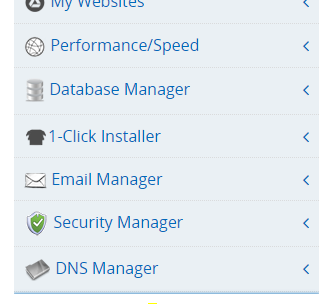 My Websites
Performance/Speed
Database Manager
1-Click Installer
Email Manager
Security Manager
DNS Manager